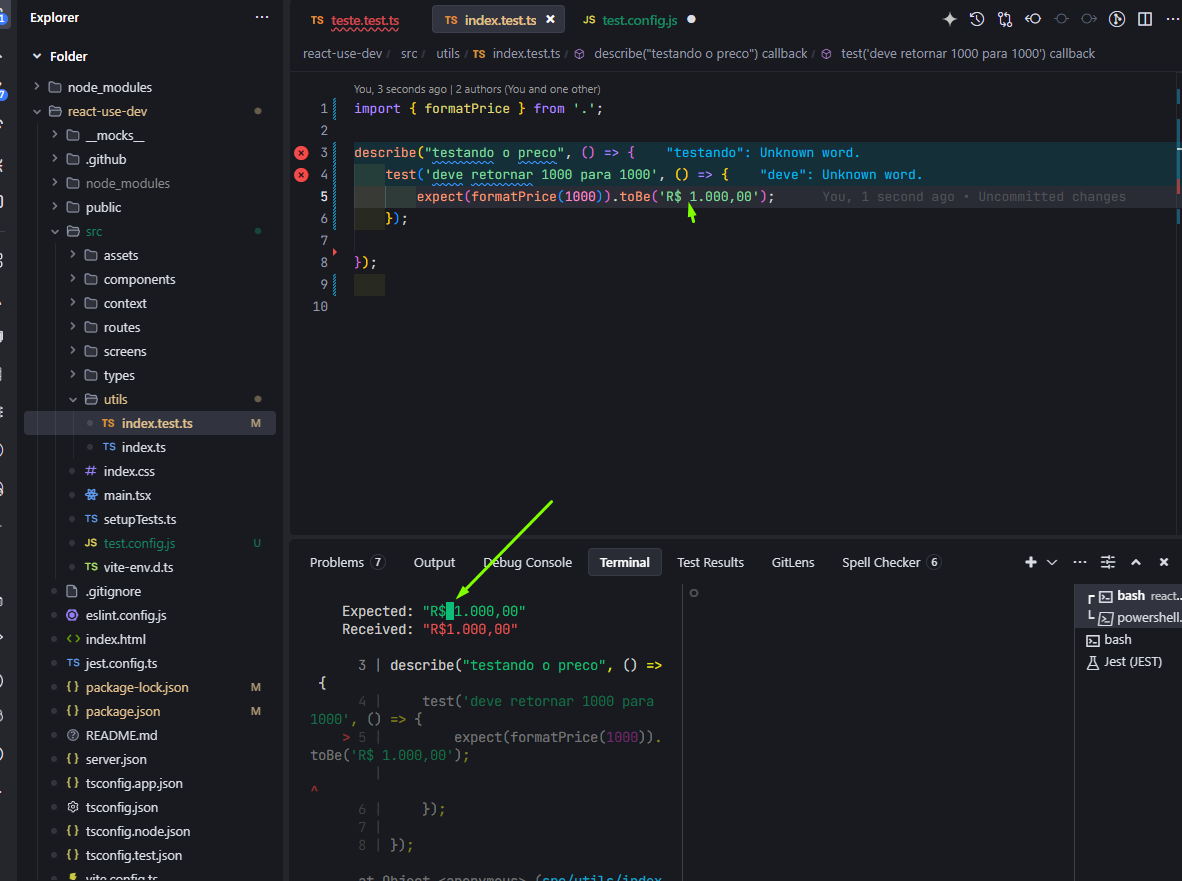 Explorer
Folder
node_modules
react-use-dev
__mocks__
.github
node_modules
public
src
assets
components
context
routes
screens
types
utils
TS index.test.ts M
TS index.ts
# index.css
main.tsx
TS setupTests.ts
JS test.config.js U
TS vite-env.d.ts
.gitignore
eslint.config.js
index.html
TS jest.config.ts
{} package-lock.json M
{} package.json M
README.md
{} server.json
{} tsconfig.app.json
tsconfig.json
{} tsconfig.node.json
{} tsconfig.test.json
vite.config.ts
TS teste.test.ts TS index.test.ts JS test.config.js
react-use-dev / src / utils / TS index.test.ts / describe("testando o preco") callback / test('deve retornar 1000 para 1000') callback
You, 3 seconds ago | 2 authors (You and one other)
1 import { formatPrice } from '.';
2
3 describe("testando o preco", () => { "testando": Unknown word.
4 test('deve retornar 1000 para 1000', () => { "deve": Unknown word.
5 expect(formatPrice(1000)).toBe('R$ 1.000,00'); You, 1 second ago • Uncommitted changes
6 });
7
8 });
9
10
Problems 7 Output Debug Console Terminal Test Results GitLens Spell Checker 6
Expected: "R$ 1.000,00"
Received: "R$1.000,00"
3 | describe("testando o preco", () =>
{
4 | test('deve retornar 1000 para
1000', () => {
> 5 | expect(formatPrice(1000)).
toBe('R$ 1.000,00');
|
^
6 | });
7 |
8 | });
at Object.<anonymous> (src/utils/index
bash react...
powershell...
bash
Jest (JEST)